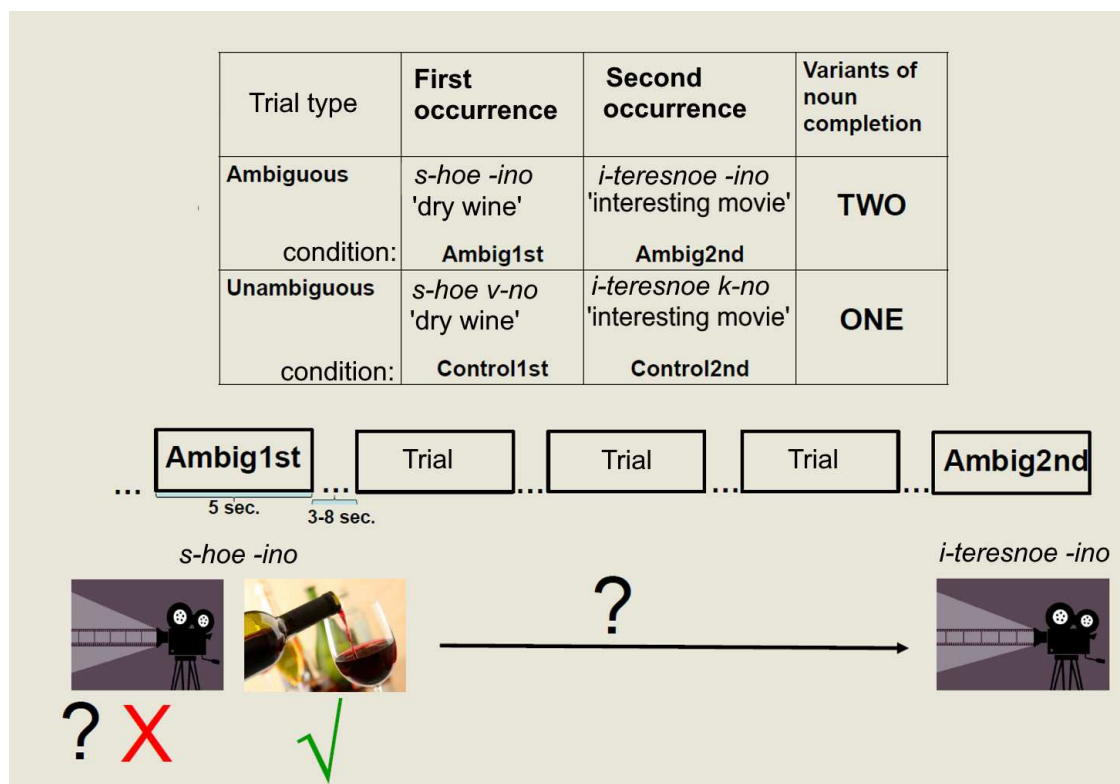 Trial type
First
occurrence
Second
occurrence
Variants of
noun
completion
Ambiguous
s-hoe -ino
'dry wine'
i-teresnoe -ino
'interesting movie'
TWO
condition:
Ambig1st
Ambig2nd
Unambiguous
s-hoe v-no
'dry wine'
i-teresnoe k-no
'interesting movie'
ONE
condition:
Control1st
Control2nd
... Ambig1st ... Trial ... Trial ... Trial ... Ambig2nd
5 sec.
3-8 sec.
s-hoe -ino
i-teresnoe -ino
?
? X √